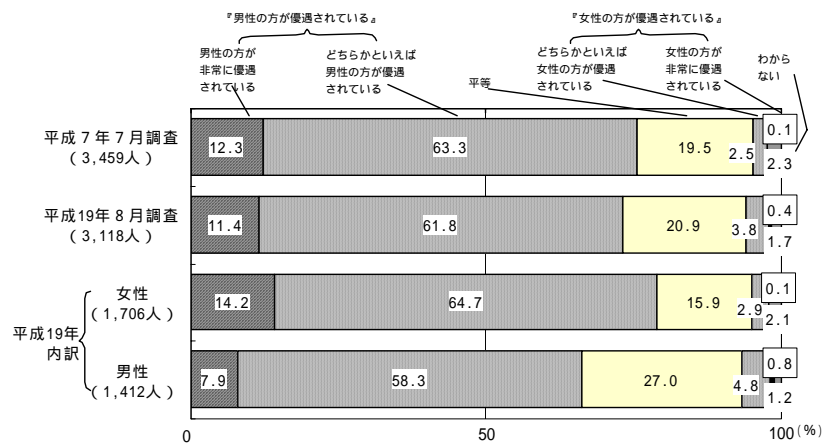 『男性の方が優遇されている』
『女性の方が優遇されている』
男性の方が
非常に優遇
されている
どちらかといえば
男性の方が優遇
されている
平等
どちらかといえば
女性の方が優遇
されている
女性の方が
非常に優遇
されている
わから
ない
平成７年７月調査
（3,459人）
12.3
63.3
19.5
2.5
0.1
2.3
平成19年８月調査
（3,118人）
11.4
61.8
20.9
3.8
0.4
1.7
平成19年
内訳
女性
（1,706人）
14.2
64.7
15.9
2.9
0.1
2.1
男性
（1,412人）
7.9
58.3
27.0
4.8
0.8
1.2
0
50
100(%)